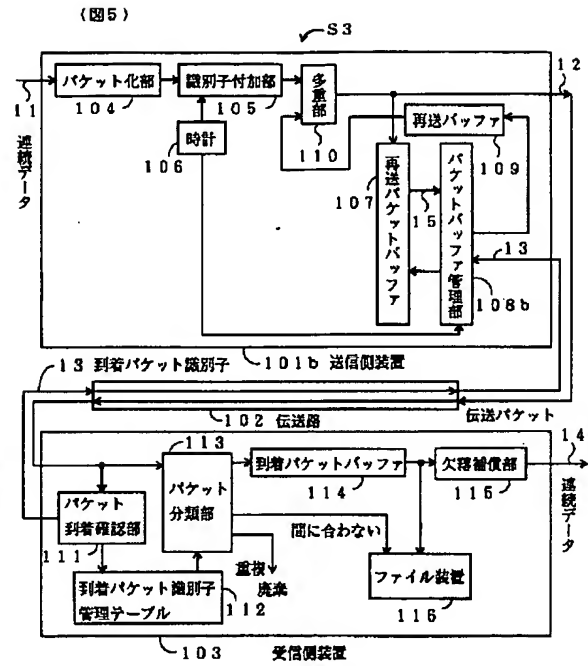 (図5)
S3
11
連続データ
パケット化部
104
識別子付加部
105
時計
106
多重部
110
12
再送バッファ
109
再送パケットバッファ
107
15
パケットバッファ管理部
108b
13
101b 送信側装置
13 到着パケット識別子
102 伝送路
伝送パケット
113
パケット
分類部
到着パケットバッファ
114
欠落補償部
115
14
連続データ
パケット
到着確認部
111
間に合わない
重複
廃棄
到着パケット識別子
管理テーブル
112
ファイル装置
116
103 受信側装置